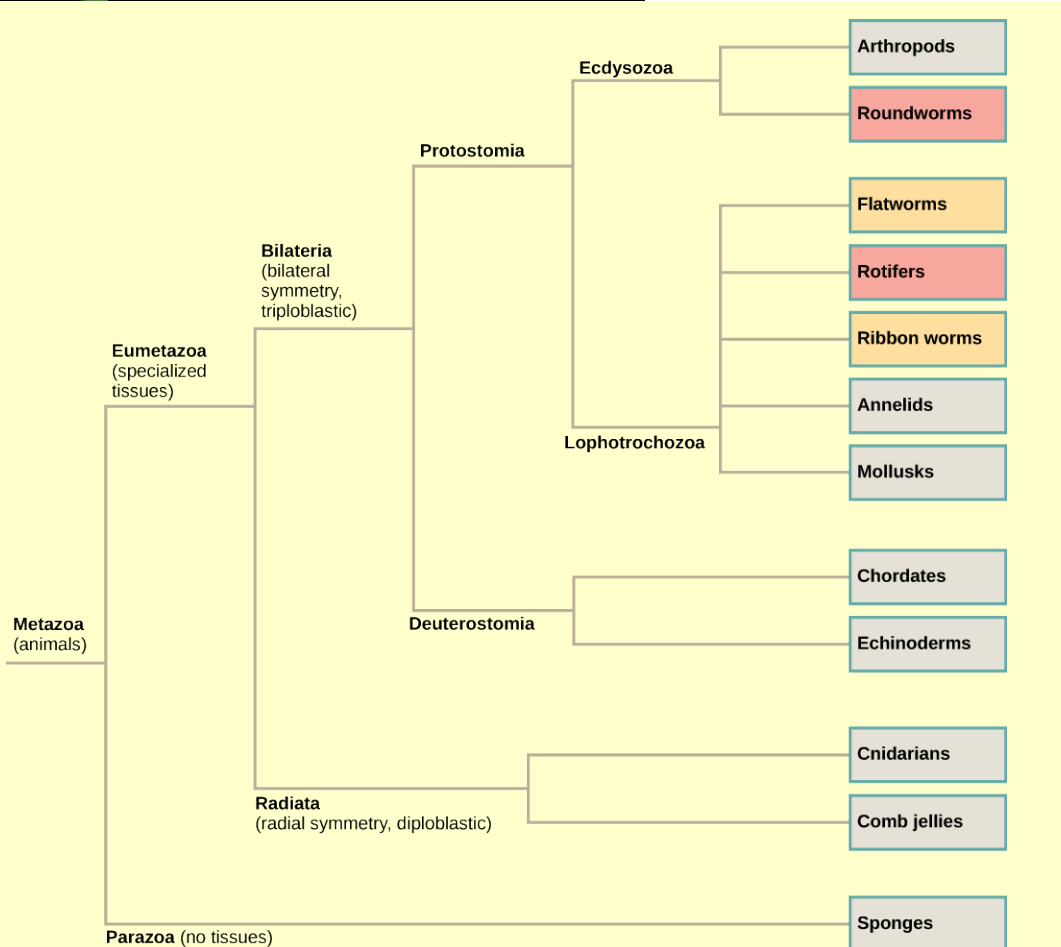 Arthropods
Ecdysozoa
Roundworms
Protostomia
Flatworms
Bilateria
(bilateral
symmetry,
triploblastic)
Rotifers
Ribbon worms
Eumetazoa
(specialized
tissues)
Annelids
Lophotrochozoa
Mollusks
Chordates
Deuterostomia
Metazoa
(animals)
Echinoderms
Cnidarians
Radiata
(radial symmetry, diploblastic)
Comb jellies
Sponges
Parazoa (no tissues)